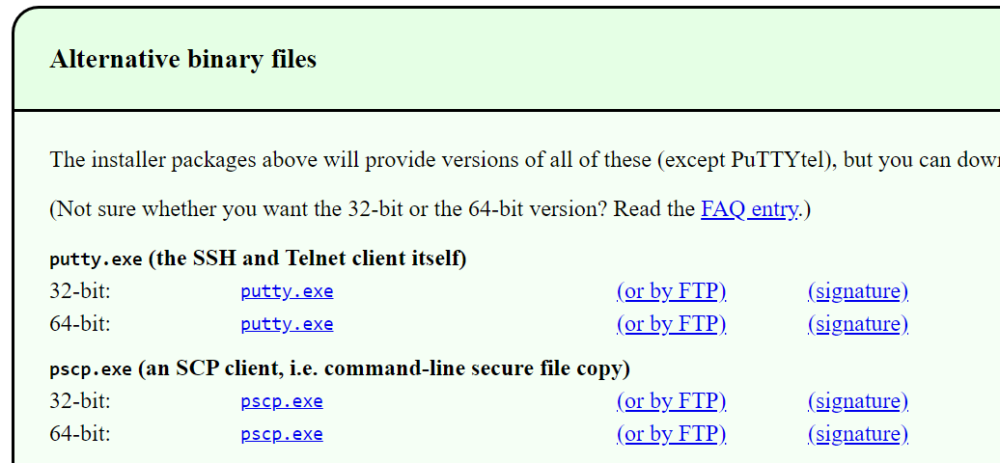 Alternative binary files
The installer packages above will provide versions of all of these (except PuTTYtel), but you can
(Not sure whether you want the 32-bit or the 64-bit version? Read the FAQ entry.)
putty.exe (the SSH and Telnet client itself)
32-bit: putty.exe (or by FTP) (signature)
64-bit: putty.exe (or by FTP) (signature)
pscp.exe (an SCP client, i.e. command-line secure file copy)
32-bit: pscp.exe (or by FTP) (signature)
64-bit: pscp.exe (or by FTP) (signature)